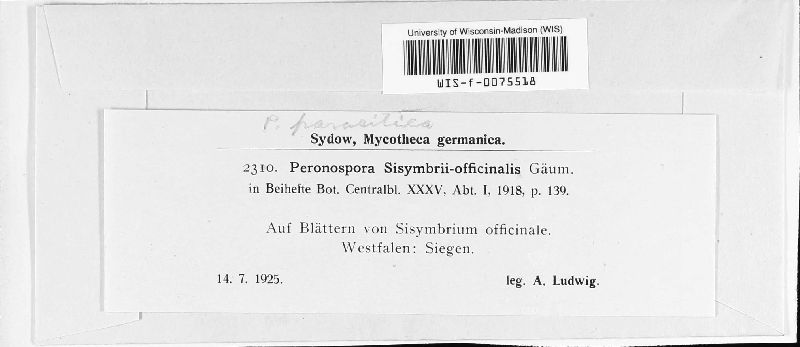 University of Wisconsin-Madison (WIS)
WIS-f-0075518
P. parasitica
Sydow, Mycotheca germanica.
2310. Peronospora Sisymbrii-officinalis Gäum.
in Beihefte Bot. Centralbl. XXXV, Abt. I, 1918, p. 139.
Auf Blättern von Sisymbrium officinale.
Westfalen: Siegen.
14. 7. 1925. leg. A. Ludwig.